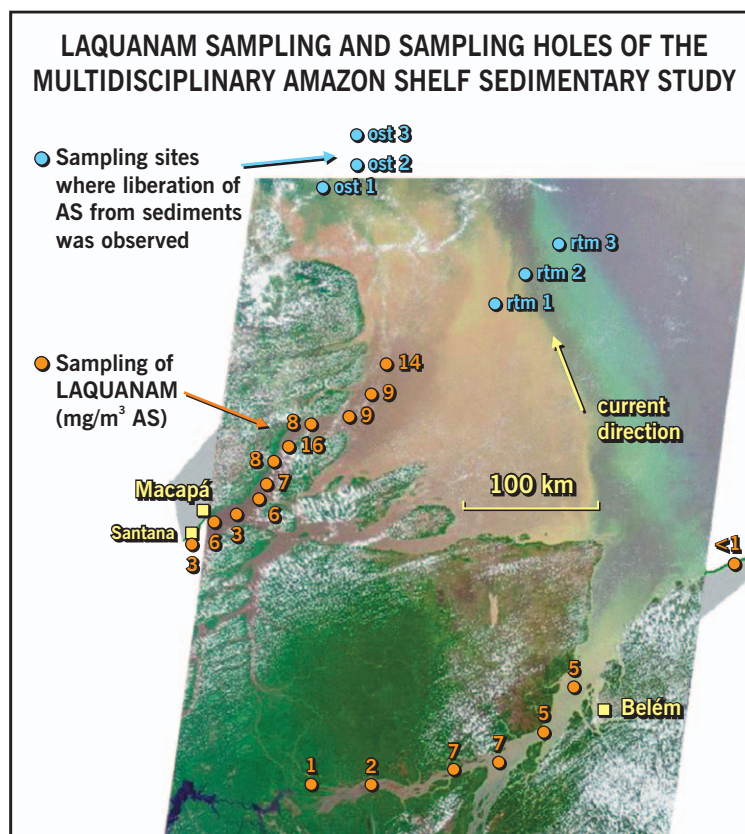 LAQUANAM SAMPLING AND SAMPLING HOLES OF THE
MULTIDISCIPLINARY AMAZON SHELF SEDIMENTARY STUDY
Sampling sites
where liberation of
AS from sediments
was observed
ost 3
ost 2
ost 1
rtm 3
rtm 2
rtm 1
Sampling of
LAQUANAM
(mg/m³ AS)
14
9
9
8
16
8
7
6
3
6
3
current
direction
100 km
Macapá
Santana
<1
5
Belém
5
7
7
2
1